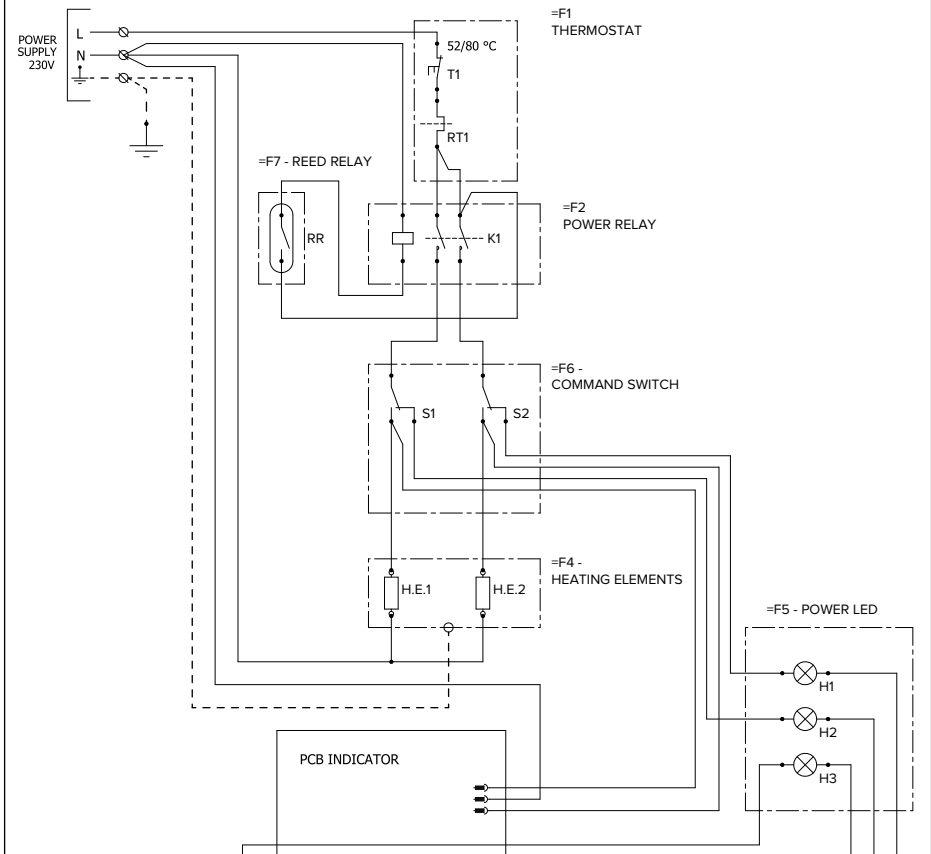 =F1
THERMOSTAT
POWER
SUPPLY
230V
L
N
52/80 °C
T1
RT1
=F7 - REED RELAY
RR
=F2
POWER RELAY
K1
=F6 -
COMMAND SWITCH
S1
S2
=F4 -
HEATING ELEMENTS
H.E.1
H.E.2
=F5 - POWER LED
H1
H2
H3
PCB INDICATOR